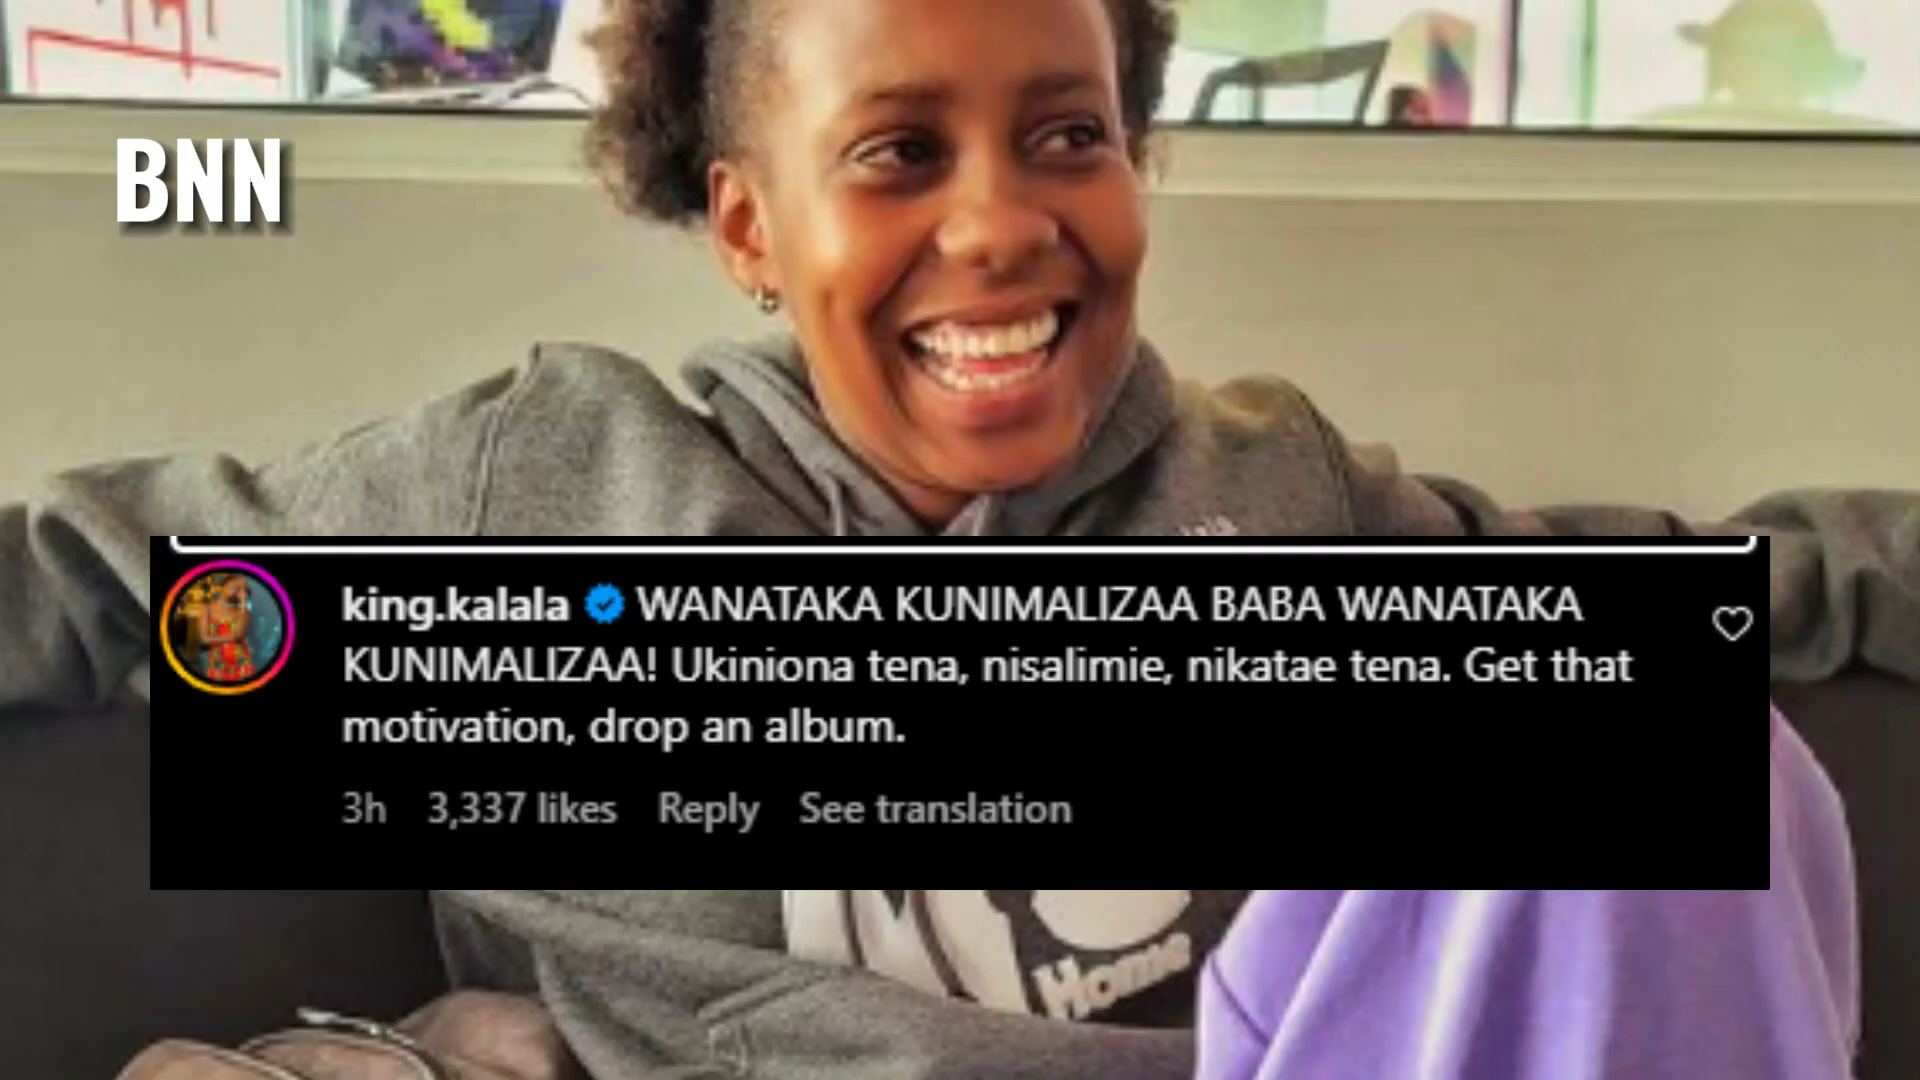 BNN
king.kalala WANATAKA KUNIMALIZAA BABA WANATAKA
KUNIMALIZAA! Ukiniona tena, nisalimie, nikatae tena. Get that
motivation, drop an album.
3h 3,337 likes Reply See translation
Home